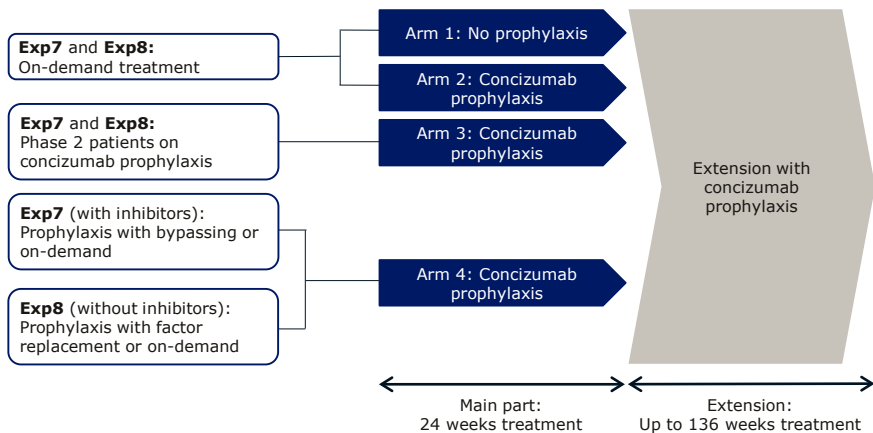 Exp7 and Exp8:
On-demand treatment
Exp7 and Exp8:
Phase 2 patients on
concizumab prophylaxis
Exp7 (with inhibitors):
Prophylaxis with bypassing or
on-demand
Exp8 (without inhibitors):
Prophylaxis with factor
replacement or on-demand
Arm 1: No prophylaxis
Arm 2: Concizumab
prophylaxis
Arm 3: Concizumab
prophylaxis
Arm 4: Concizumab
prophylaxis
Extension with
concizumab
prophylaxis
Main part:
24 weeks treatment
Extension:
Up to 136 weeks treatment